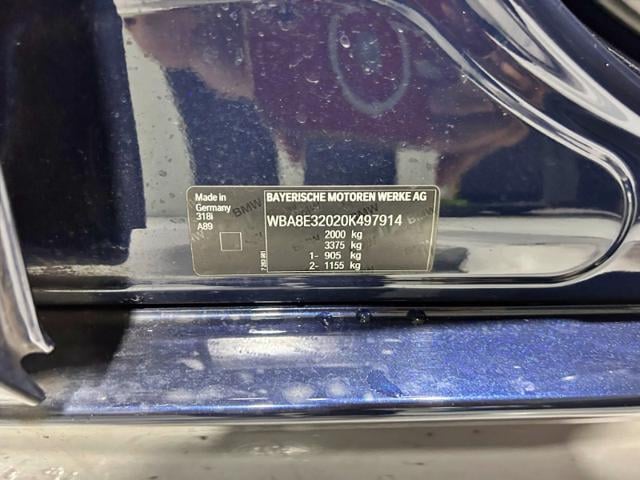 Made in
Germany
318i
A89
BAYERISCHE MOTOREN WERKE AG
WBA8E32020K497914
2000 kg
3375 kg
1- 905 kg
2- 1155 kg